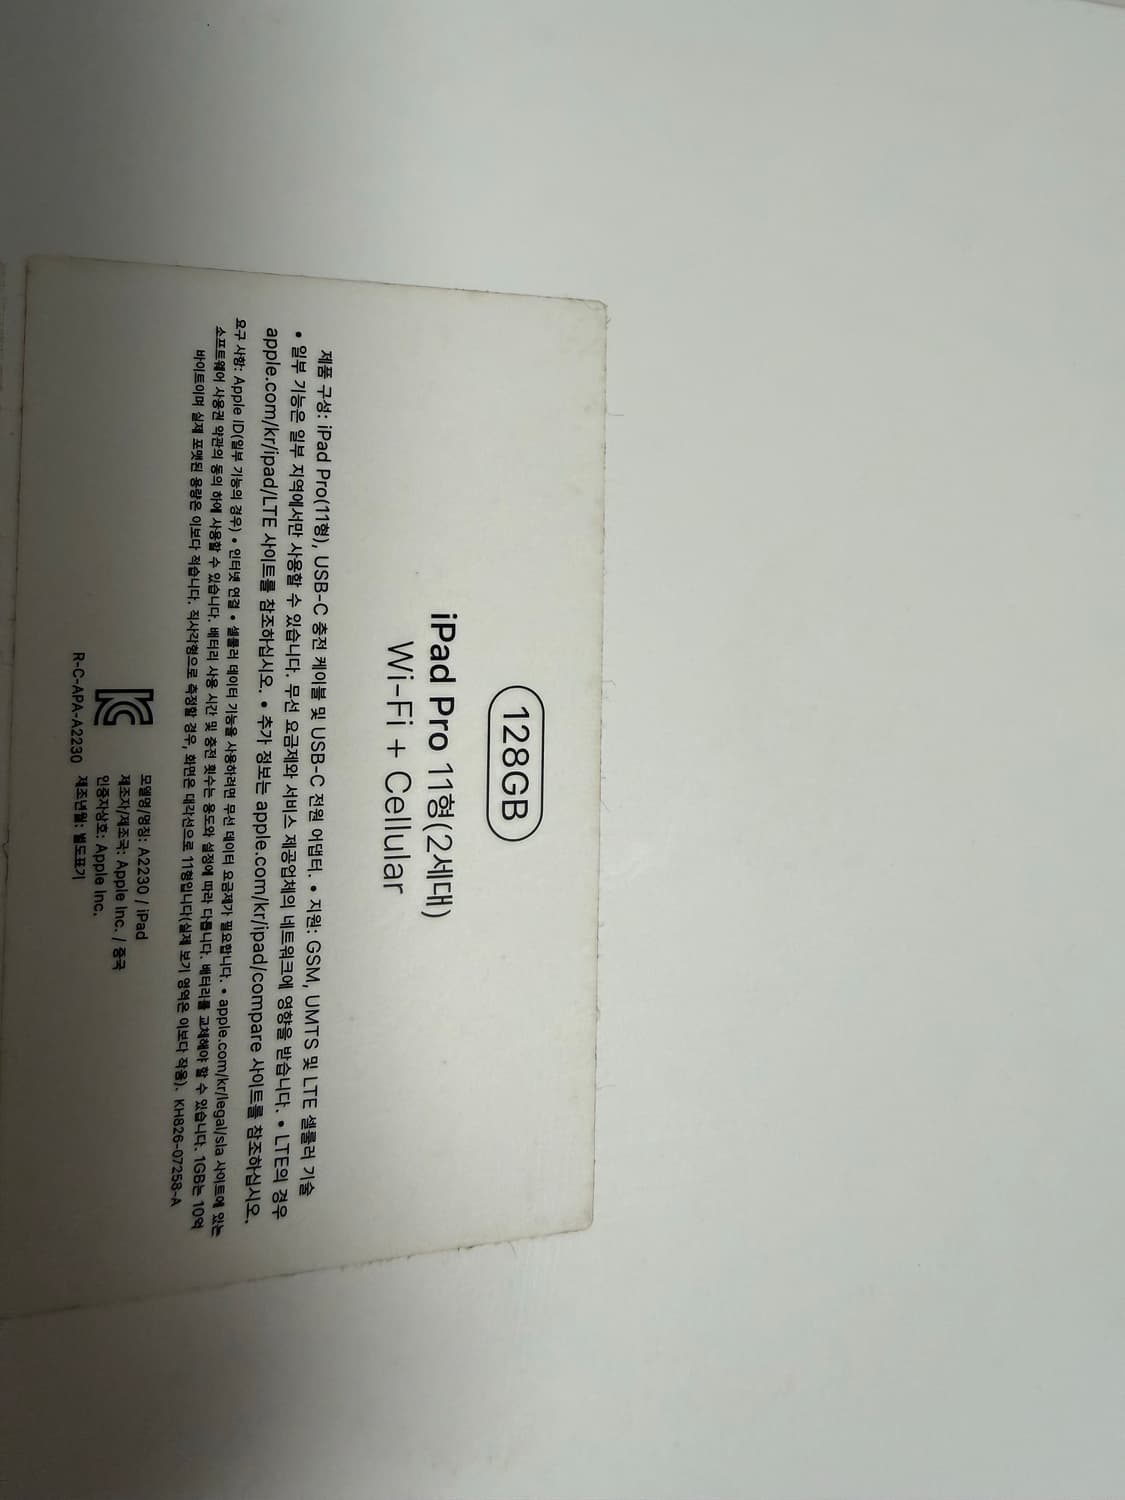 128GB
iPad Pro 11형(2세대)
Wi-Fi + Cellular
제품 구성: iPad Pro(11형), USB-C 충전 케이블 및 USB-C 전원 어댑터. • 지원: GSM, UMTS 및 LTE 셀룰러 기술
• 일부 기능은 일부 지역에서만 사용할 수 있습니다. 무선 요금제와 서비스 제공업체의 네트워크에 영향을 받습니다. • LTE의 경우
apple.com/kr/ipad/LTE 사이트를 참조하십시오. • 추가 정보는 apple.com/kr/ipad/compare 사이트를 참조하십시오.
요구 사항: Apple ID(일부 기능의 경우) • 인터넷 연결 • 셀룰러 데이터 기능을 사용하려면 무선 데이터 요금제가 필요합니다. • apple.com/kr/legal/sla 사이트에 있는
소프트웨어 사용권 약관의 동의 하에 사용할 수 있습니다. 배터리 사용 시간 및 충전 횟수는 용도와 설정에 따라 다릅니다. 배터리를 교체해야 할 수 있습니다. 1GB는 10억
바이트이며 실제 포맷된 용량은 이보다 적습니다. 직사각형으로 측정할 경우, 화면은 대각선으로 11형입니다(실제 보기 영역은 이보다 작음). KH826-07258-A
모델명/명칭: A2230 / iPad
제조자/제조국: Apple Inc. / 중국
인증자상호: Apple Inc.
R-C-APA-A2230 제조년월: 별도표기